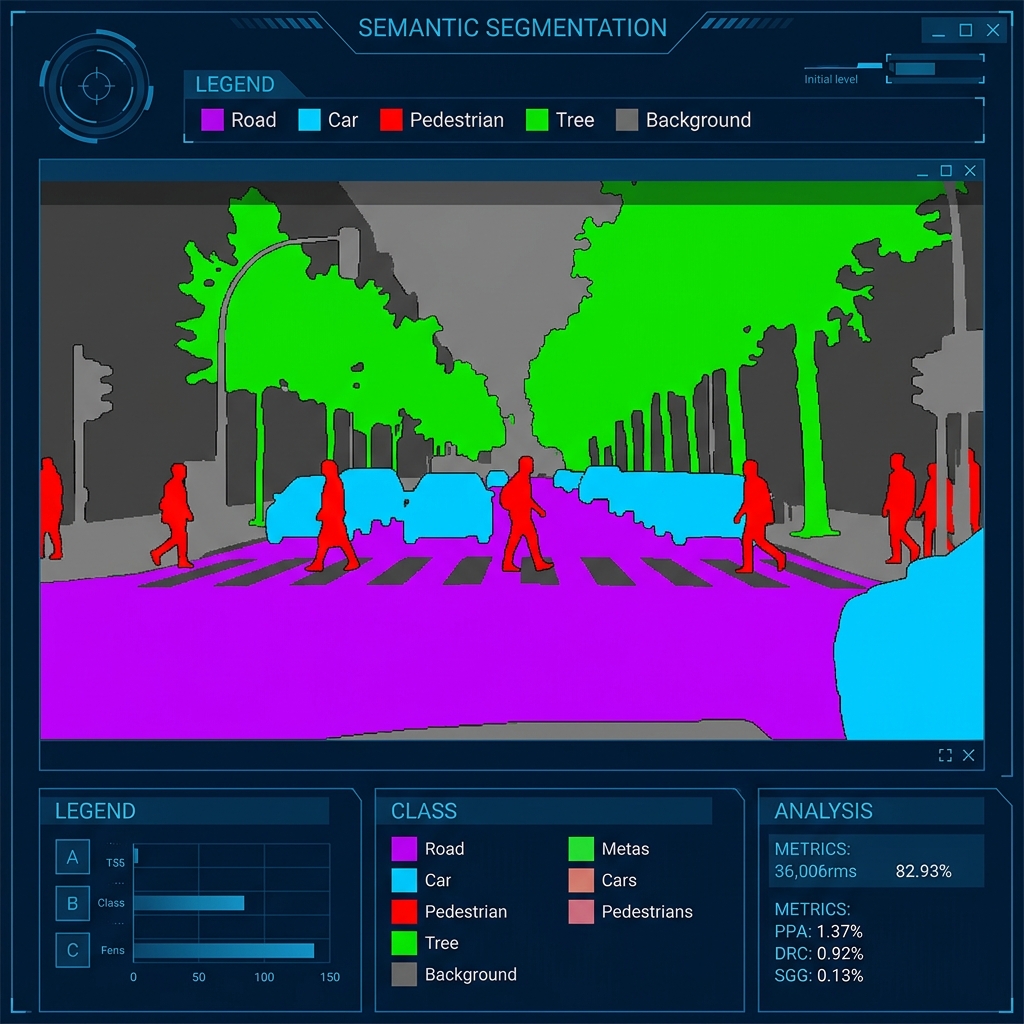 SEMANTIC SEGMENTATION
Initial level
LEGEND
Road Car Pedestrian Tree Background
LEGEND
A TS5
...
B Class
...
C Fens
0 50 100 150
CLASS
Road
Car
Pedestrian
Tree
Background
Metas
Cars
Pedestrians
ANALYSIS
METRICS:
36,006rms 82.93%
METRICS:
PPA: 1.37%
DRC: 0.92%
SGG: 0.13%